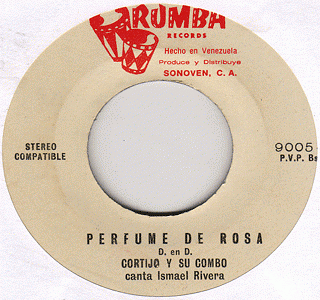 RUMBA
RECORDS
Hecho en Venezuela
Produce y Distribuye
SONOVEN, C. A.
STEREO
COMPATIBLE
9005
P.V.P. Bs
PERFUME DE ROSA
D. en D.
CORTIJO Y SU COMBO
canta Ismael Rivera